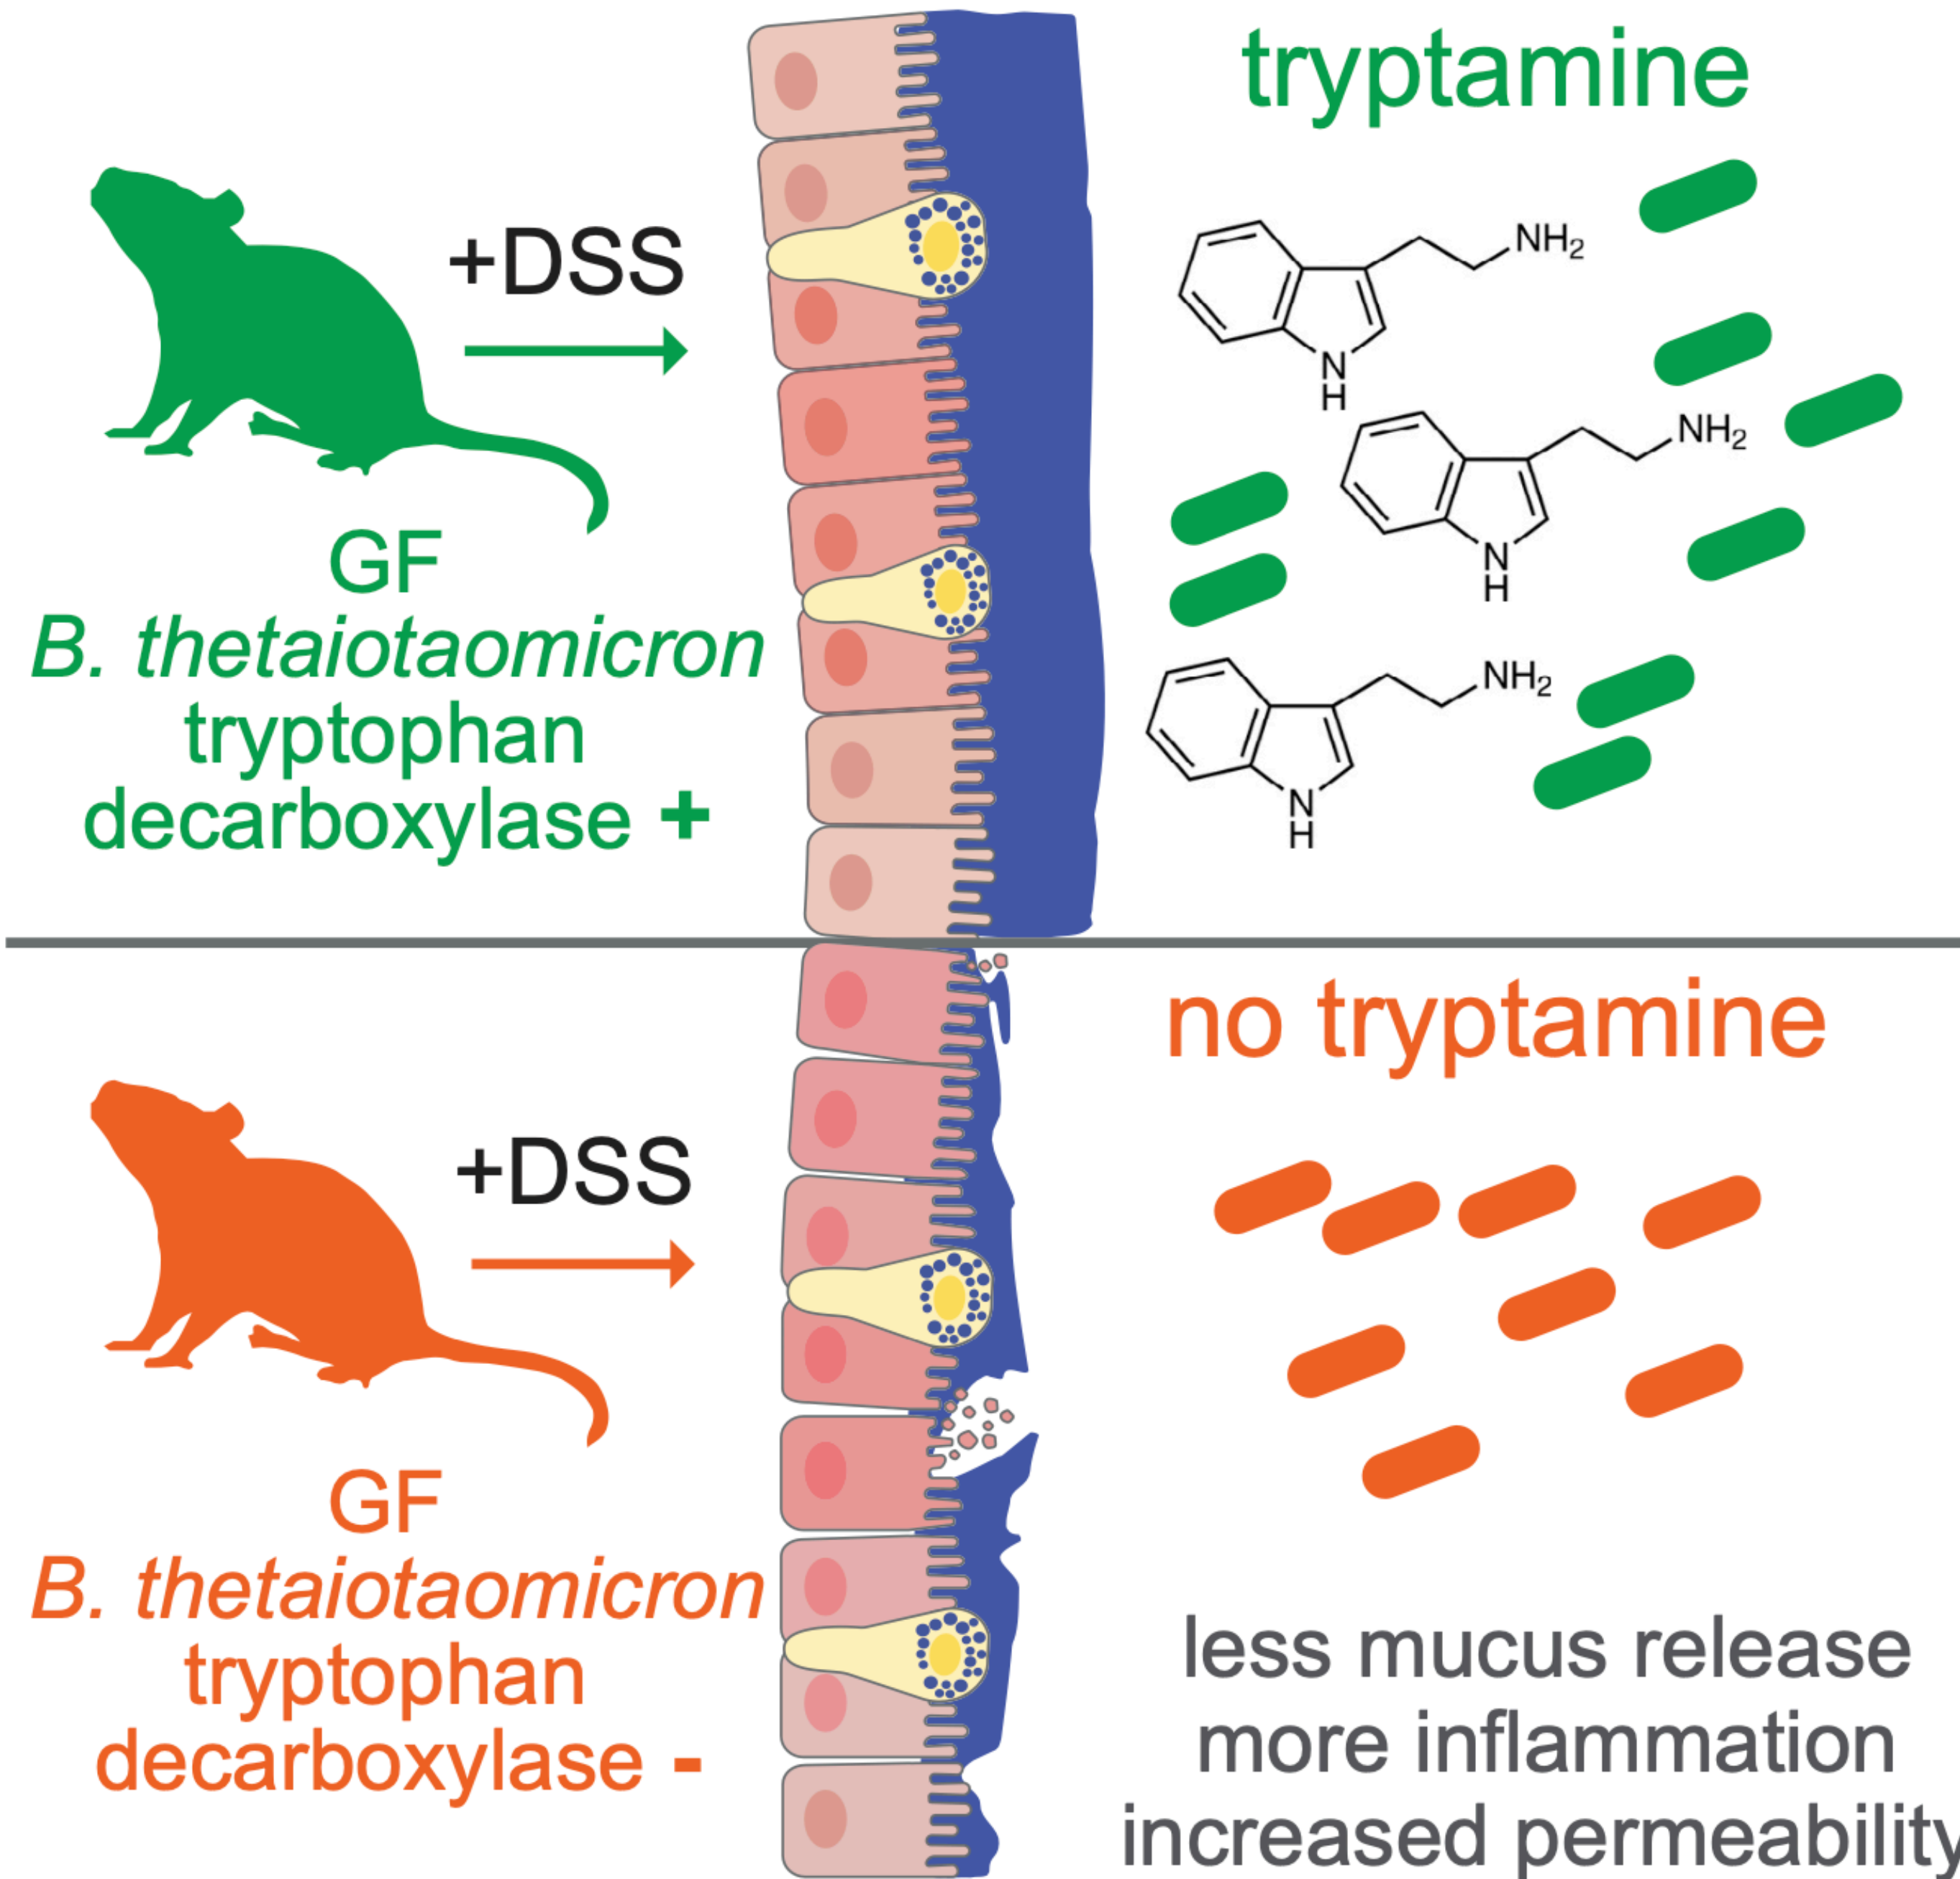 tryptamine
+DSS
NH2
N
H
NH2
N
H
NH2
N
H
GF
B. thetaiotaomicron
tryptophan
decarboxylase +
no tryptamine
+DSS
GF
B. thetaiotaomicron
tryptophan
decarboxylase -
less mucus release
more inflammation
increased permeability